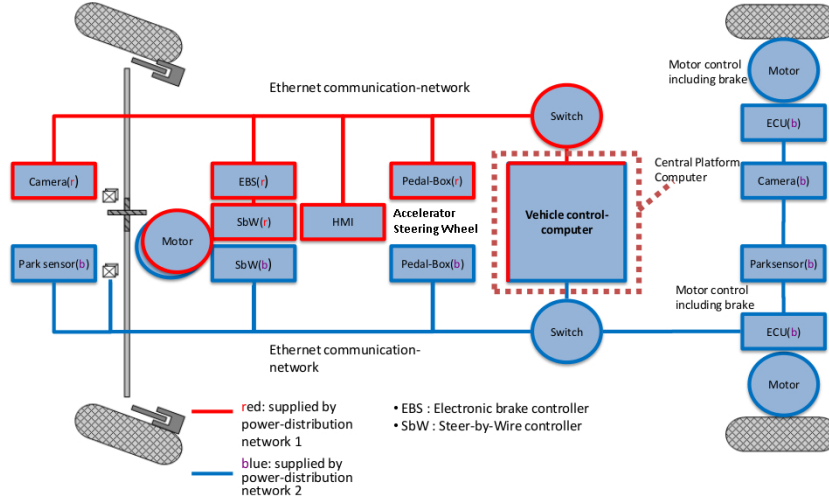 Ethernet communication-network
Motor control
including brake
Motor
Switch
ECU(b)
Central Platform
Computer
Camera(r)
EBS(r)
Pedal-Box(r)
Camera(b)
SbW(r)
HMI
Accelerator
Steering Wheel
Vehicle control-
computer
Motor
Park sensor(b)
SbW(b)
Pedal-Box(b)
Parksensor(b)
Motor control
including brake
Switch
ECU(b)
Ethernet communication-
network
Motor
red: supplied by
power-distribution
network 1
• EBS : Electronic brake controller
• SbW : Steer-by-Wire controller
blue: supplied by
power-distribution
network 2